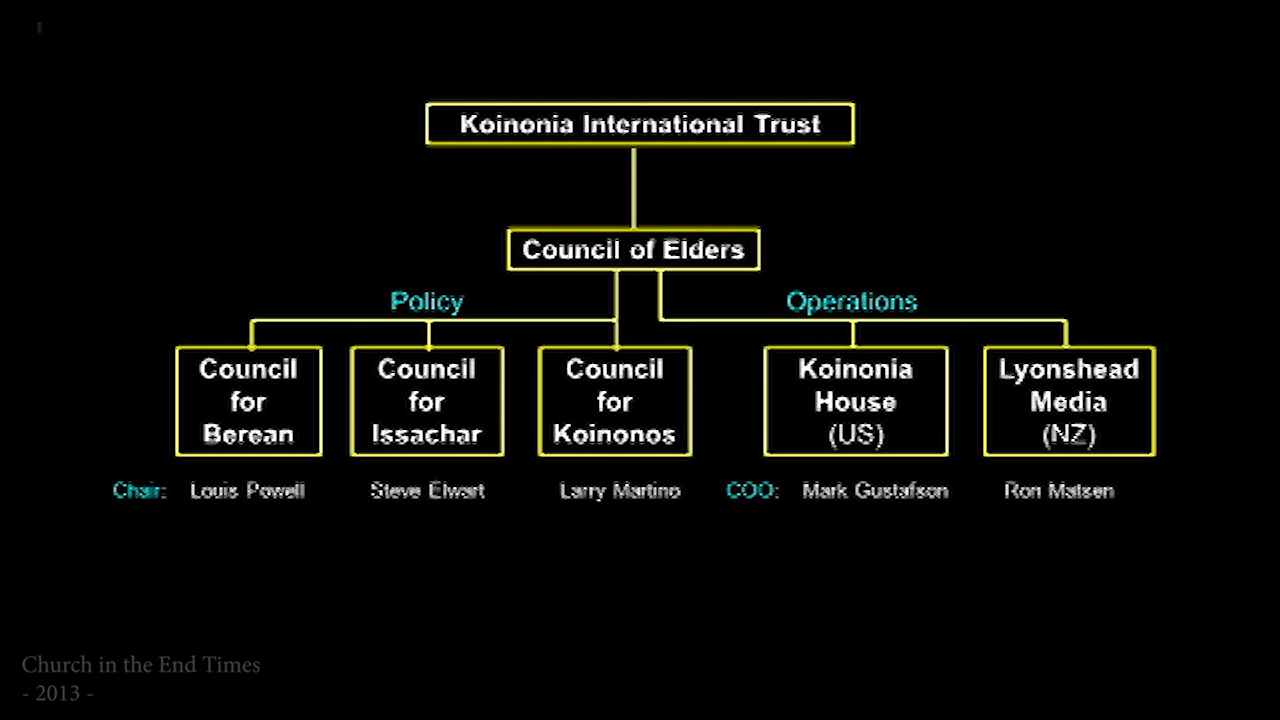 Koinonia International Trust
Council of Elders
Policy
Operations
Council
for
Berean
Council
for
Issachar
Council
for
Koinonos
Koinonia
House
(US)
Lyonshead
Media
(NZ)
Chair: Louis Powell Steve Elwart Larry Martino COO: Mark Gustafson Ron Matsen
Church in the End Times
- 2013 -